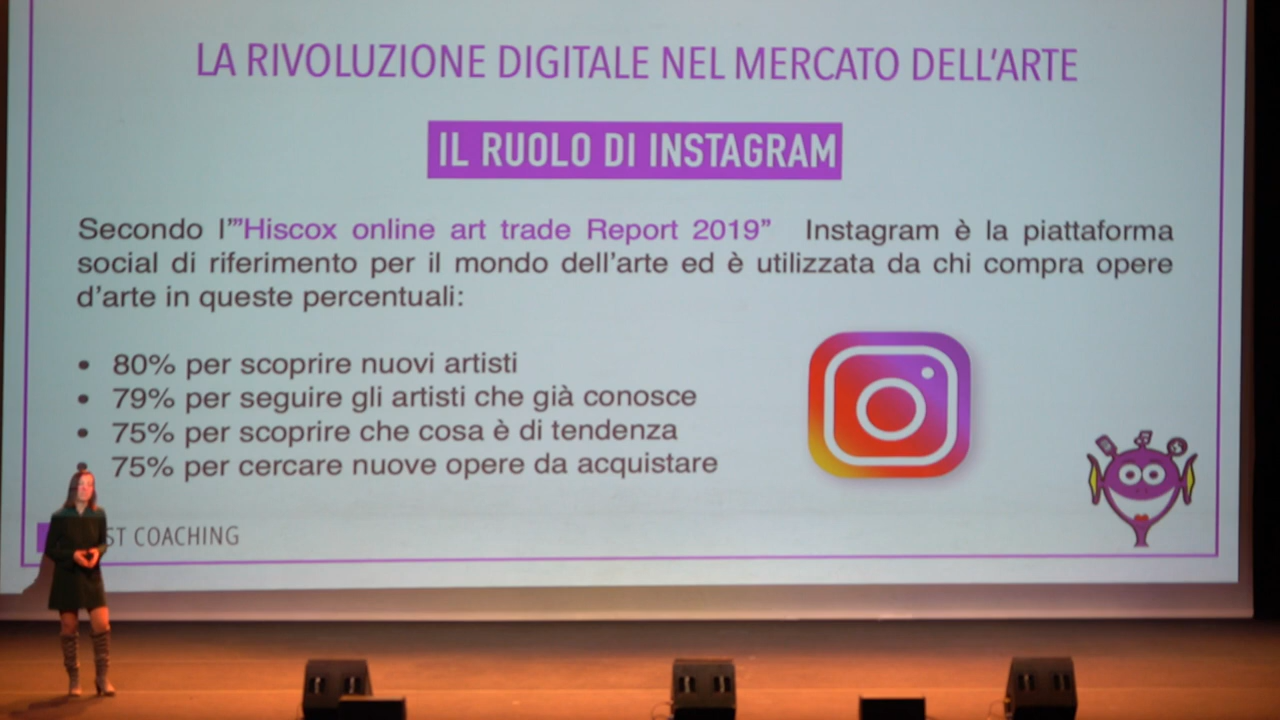 LA RIVOLUZIONE DIGITALE NEL MERCATO DELL'ARTE
IL RUOLO DI INSTAGRAM
Secondo l'"Hiscox online art trade Report 2019" Instagram è la piattaforma
social di riferimento per il mondo dell'arte ed è utilizzata da chi compra opere
d'arte in queste percentuali:
• 80% per scoprire nuovi artisti
• 79% per seguire gli artisti che già conosce
• 75% per scoprire che cosa è di tendenza
• 75% per cercare nuove opere da acquistare
COACHING